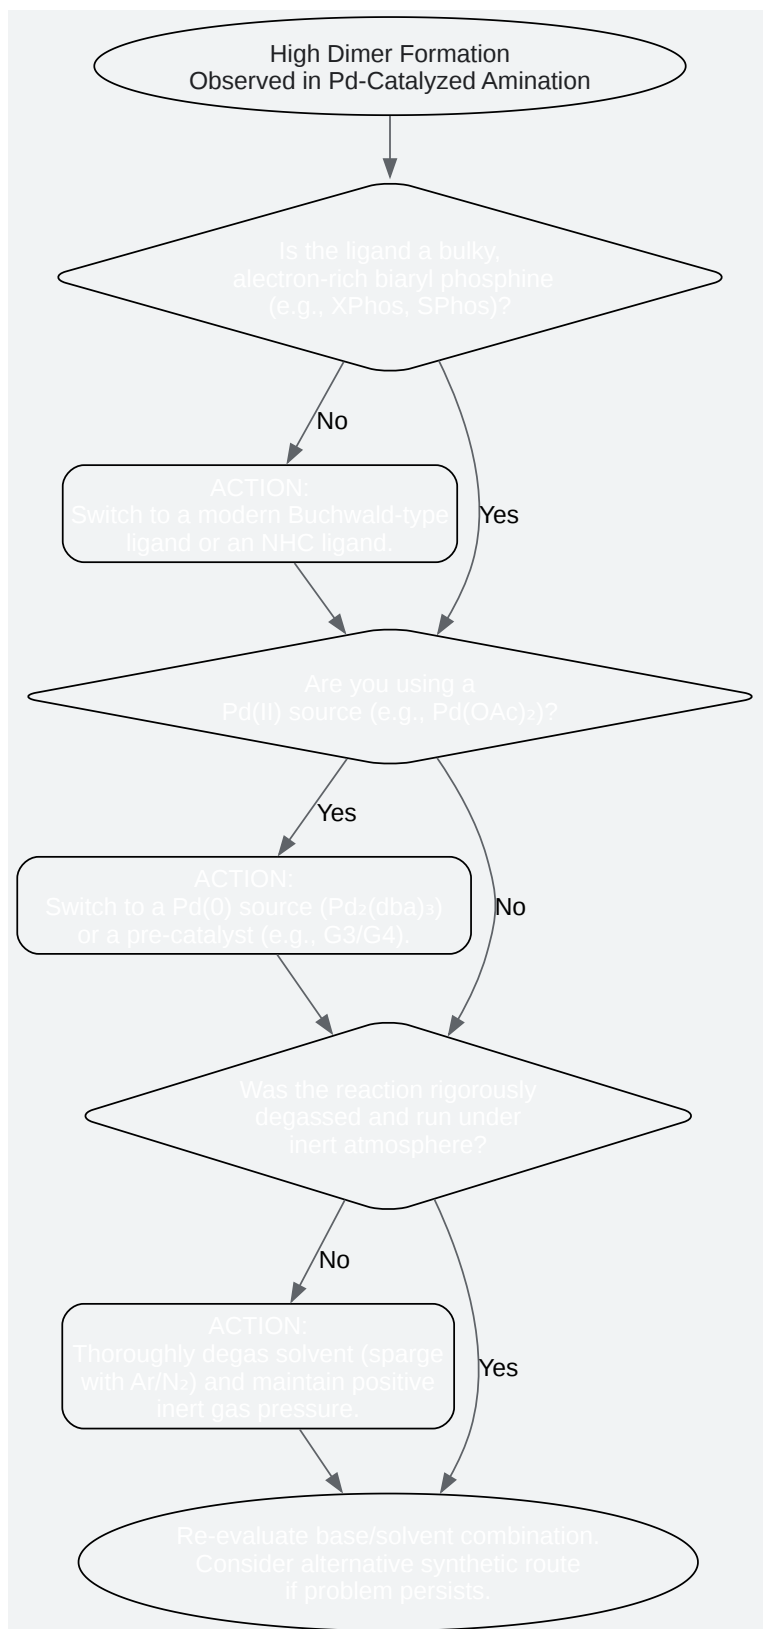 High Dimer Formation
Observed in Pd-Catalyzed Amination
Is the ligand a bulky,
alectron-rich biaryl phosphine
(e.g., XPhos, SPhos)?
No
ACTION:
Switch to a modern Buchwald-type
ligand or an NHC ligand.
Yes
Are you using a
Pd(II) source (e.g., Pd(OAc)₂)?
Yes
ACTION:
Switch to a Pd(0) source (Pd₂(dba)₃)
or a pre-catalyst (e.g., G3/G4).
No
Was the reaction rigorously
degassed and run under
inert atmosphere?
No
ACTION:
Thoroughly degas solvent (sparge
with Ar/N₂) and maintain positive
inert gas pressure.
Yes
Re-evaluate base/solvent combination.
Consider alternative synthetic route
if problem persists.